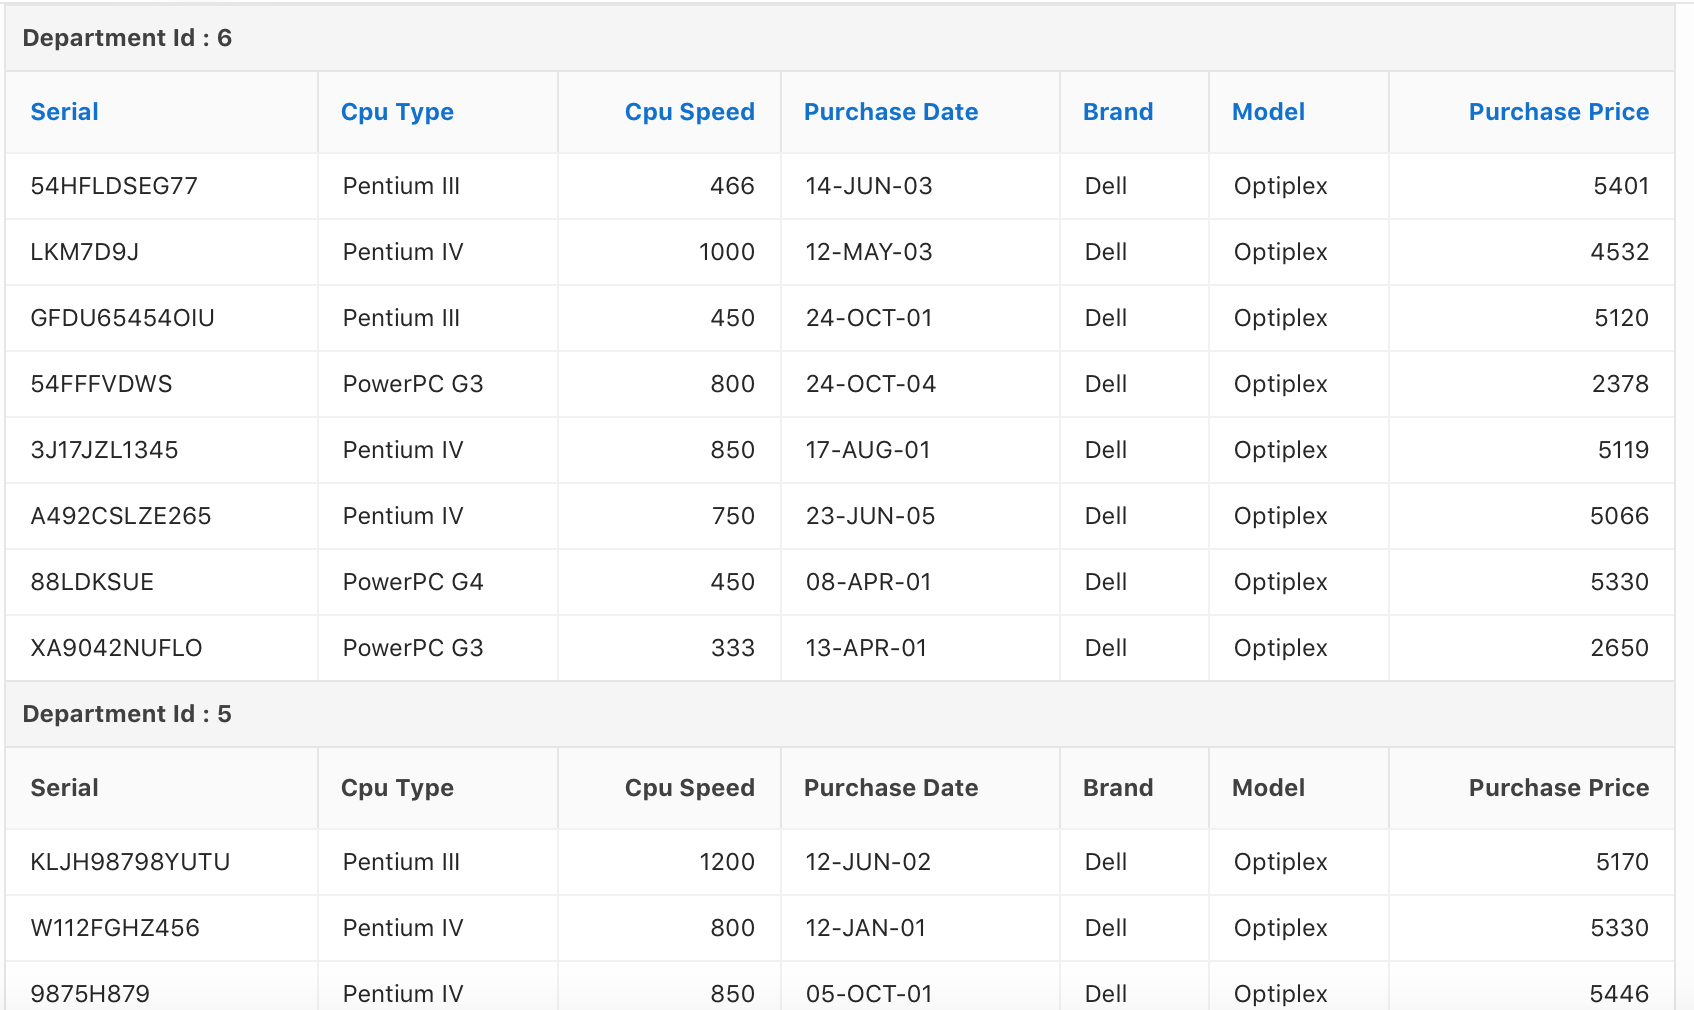 Department Id : 6
Serial Cpu Type Cpu Speed Purchase Date Brand Model Purchase Price
54HFLDSEG77 Pentium III 466 14-JUN-03 Dell Optiplex 5401
LKM7D9J Pentium IV 1000 12-MAY-03 Dell Optiplex 4532
GFDU65454OIU Pentium III 450 24-OCT-01 Dell Optiplex 5120
54FFFVDWS PowerPC G3 800 24-OCT-04 Dell Optiplex 2378
3J17JZL1345 Pentium IV 850 17-AUG-01 Dell Optiplex 5119
A492CSLZE265 Pentium IV 750 23-JUN-05 Dell Optiplex 5066
88LDKSUE PowerPC G4 450 08-APR-01 Dell Optiplex 5330
XA9042NUFLO PowerPC G3 333 13-APR-01 Dell Optiplex 2650
Department Id : 5
Serial Cpu Type Cpu Speed Purchase Date Brand Model Purchase Price
KLJH98798YUTU Pentium III 1200 12-JUN-02 Dell Optiplex 5170
W112FGHZ456 Pentium IV 800 12-JAN-01 Dell Optiplex 5330
9875H879 Pentium IV 850 05-OCT-01 Dell Optiplex 5446